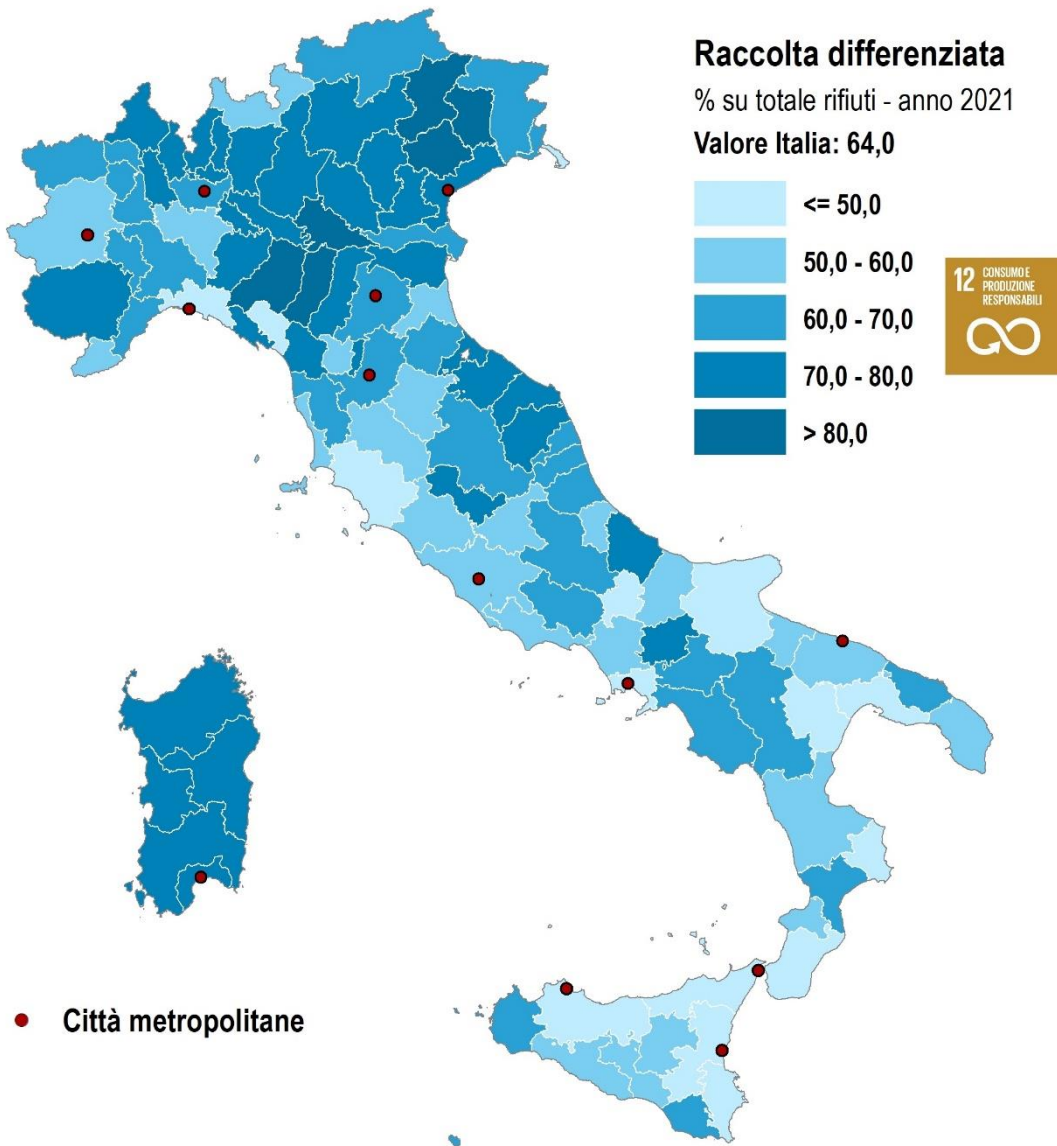 Raccolta differenziata
% su totale rifiuti - anno 2021
Valore Italia: 64,0
<= 50,0
50,0 - 60,0
60,0 - 70,0
70,0 - 80,0
> 80,0
12 CONSUMO E
PRODUZIONE
RESPONSABILI
Città metropolitane